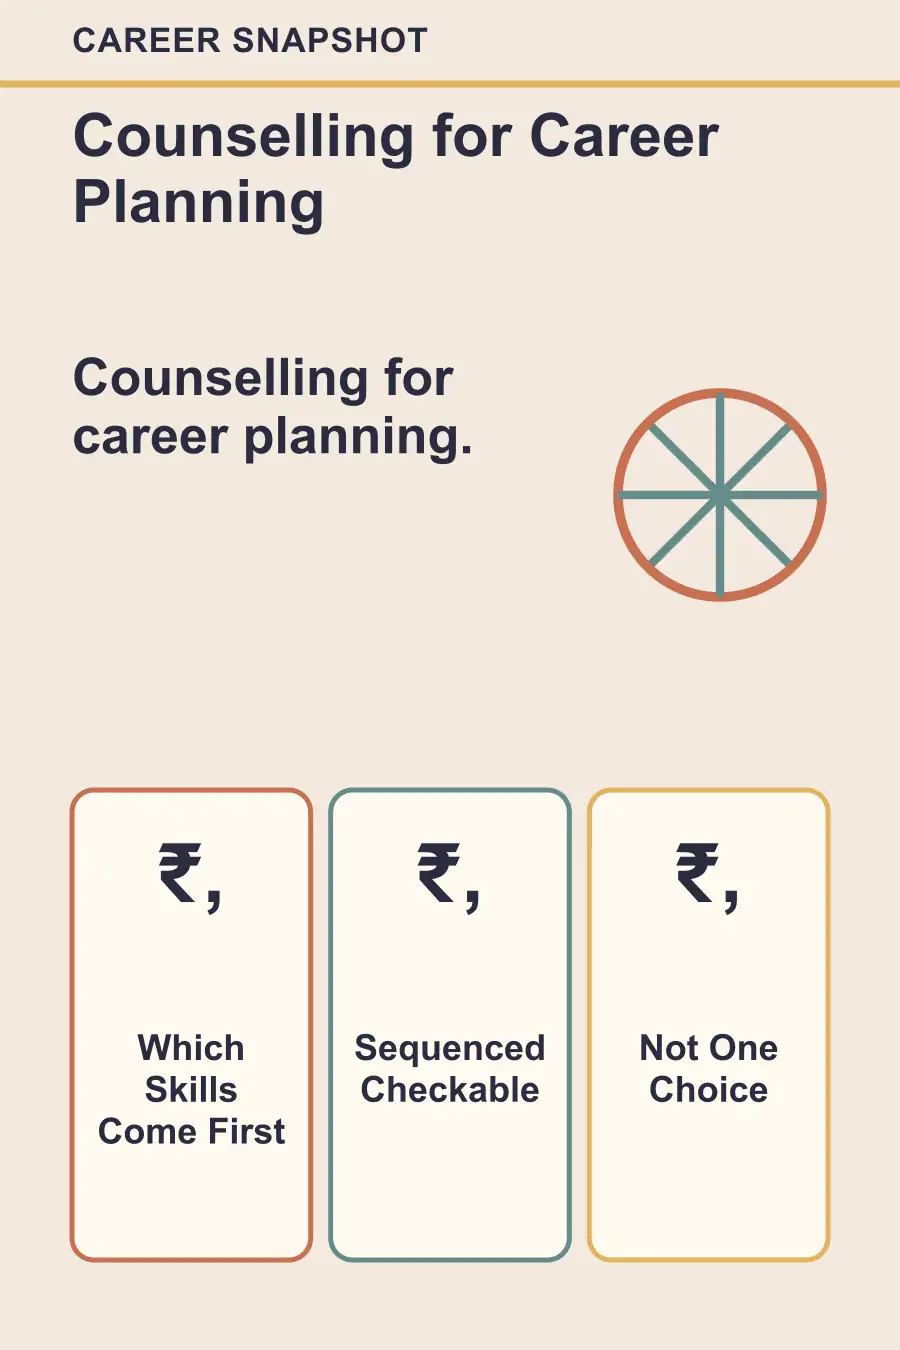 CAREER SNAPSHOT
Counselling for Career
Planning
Counselling for
career planning.
₹,
Which
Skills
Come First
₹,
Sequenced
Checkable
₹,
Not One
Choice